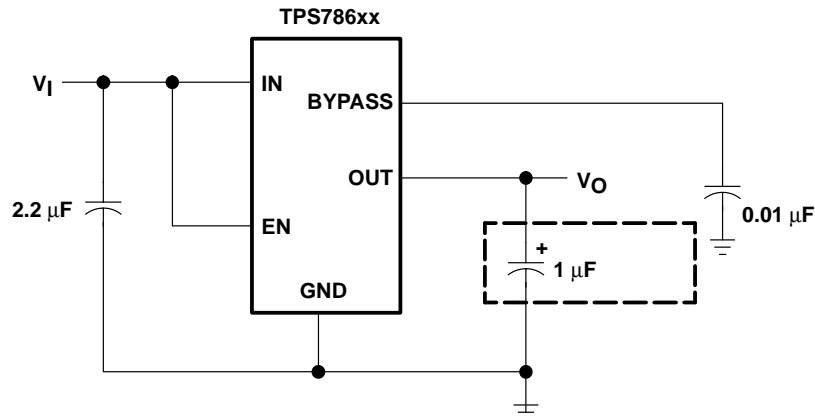 TPS786xx
VI
IN
BYPASS
OUT
VO
2.2 μF
0.01 μF
EN
+
1 μF
GND